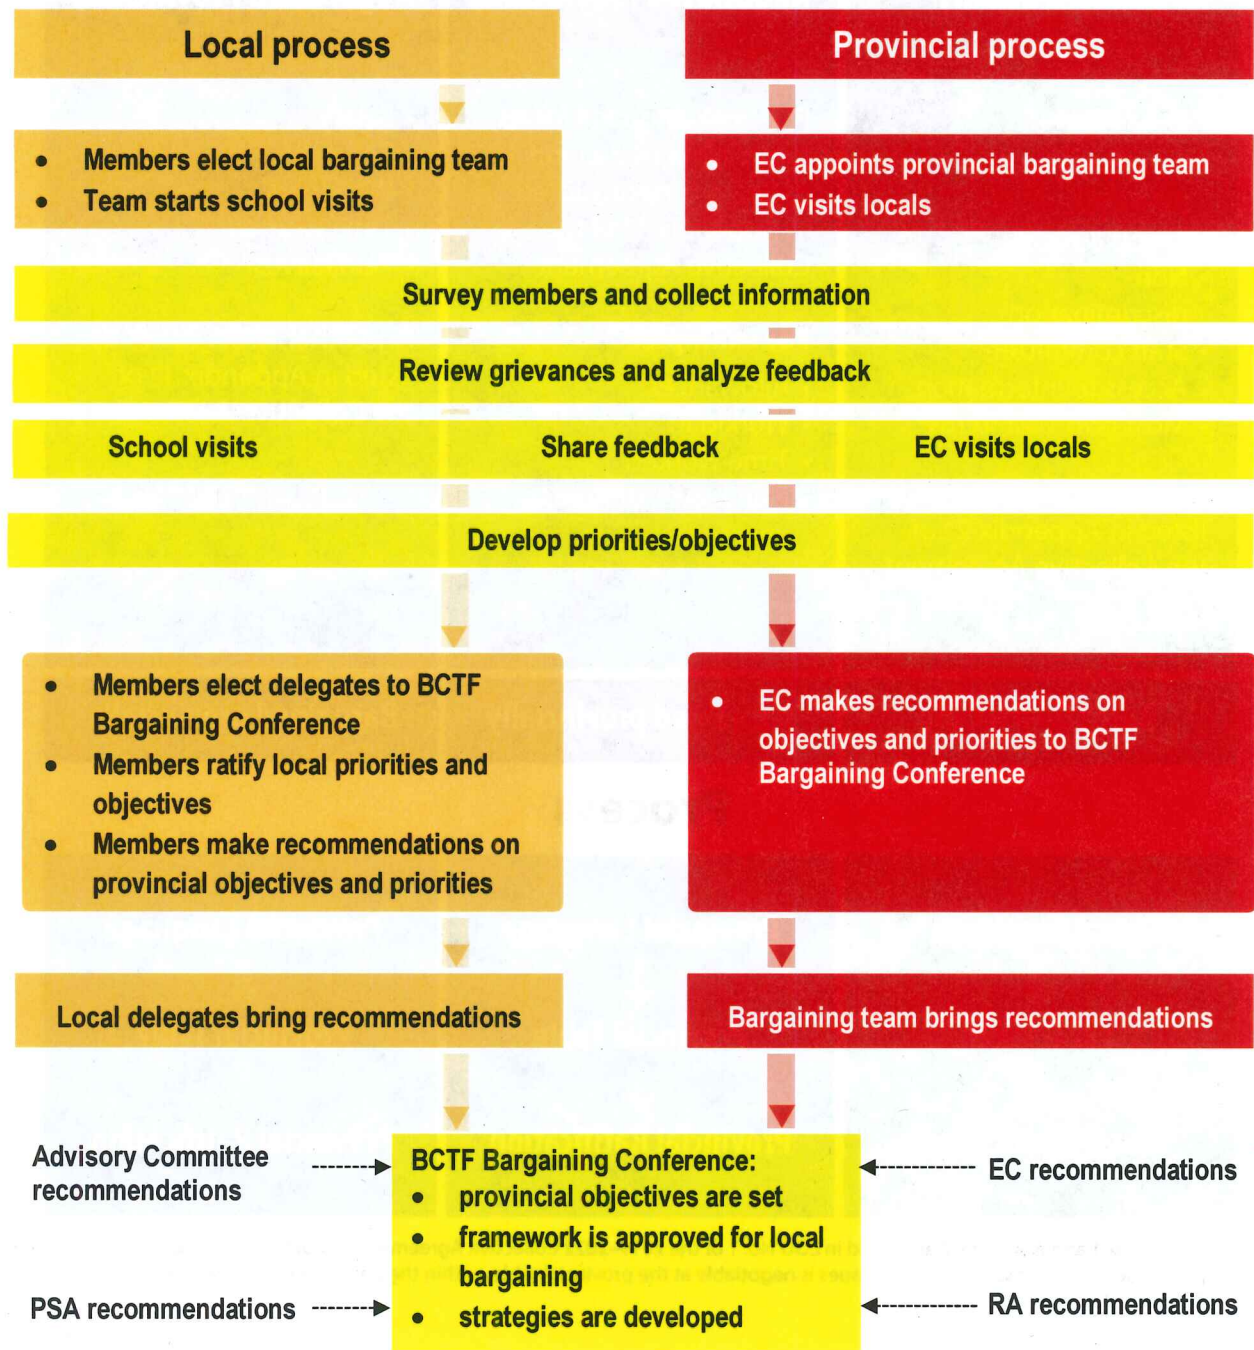 Local process
Provincial process
• Members elect local bargaining team
• Team starts school visits
• EC appoints provincial bargaining team
• EC visits locals
Survey members and collect information
Review grievances and analyze feedback
School visits
Share feedback
EC visits locals
Develop priorities/objectives
• Members elect delegates to BCTF
Bargaining Conference
• Members ratify local priorities and
objectives
• Members make recommendations on
provincial objectives and priorities
• EC makes recommendations on
objectives and priorities to BCTF
Bargaining Conference
Local delegates bring recommendations
Bargaining team brings recommendations
Advisory Committee
recommendations
BCTF Bargaining Conference:
• provincial objectives are set
• framework is approved for local
bargaining
• strategies are developed
EC recommendations
PSA recommendations
RA recommendations